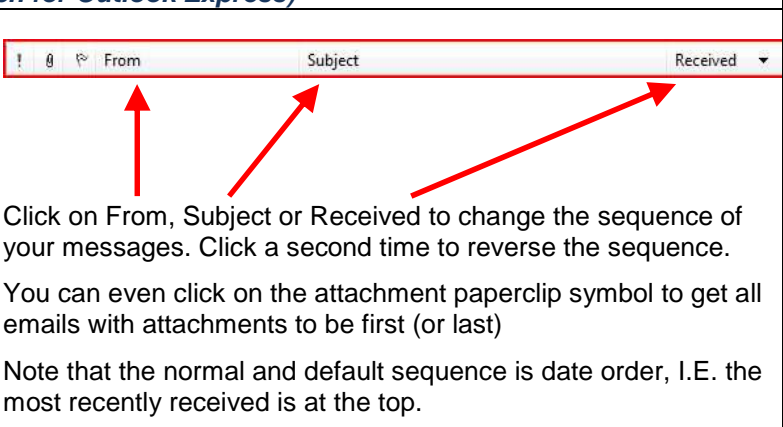 for Outlook Express)
! From Subject Received
Click on From, Subject or Received to change the sequence of
your messages. Click a second time to reverse the sequence.
You can even click on the attachment paperclip symbol to get all
emails with attachments to be first (or last)
Note that the normal and default sequence is date order, I.E. the
most recently received is at the top.